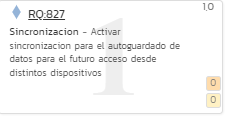 RQ:827
1,0
Sincronizacion - Activar
sincronizacion para el autoguardado de
datos para el futuro acceso desde
distintos dispositivos
1
0
0